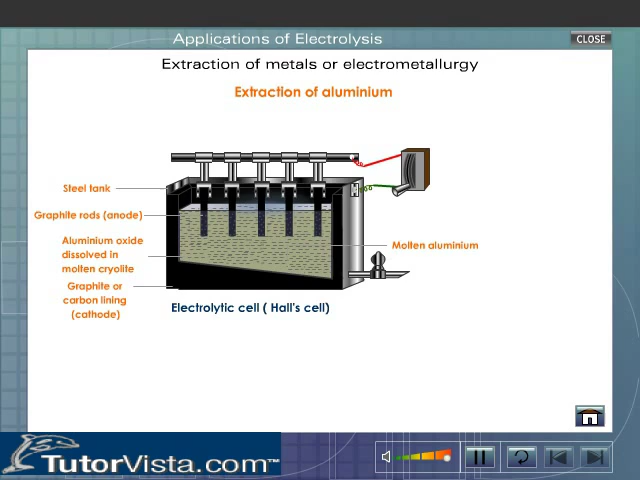 Applications of Electrolysis
CLOSE
Extraction of metals or electrometallurgy
Extraction of aluminium
Steel tank
Graphite rods (anode)
Aluminium oxide
dissolved in
molten cryolite
Graphite or
carbon lining
(cathode)
Molten aluminium
Electrolytic cell ( Hall's cell)
TutorVista.com™